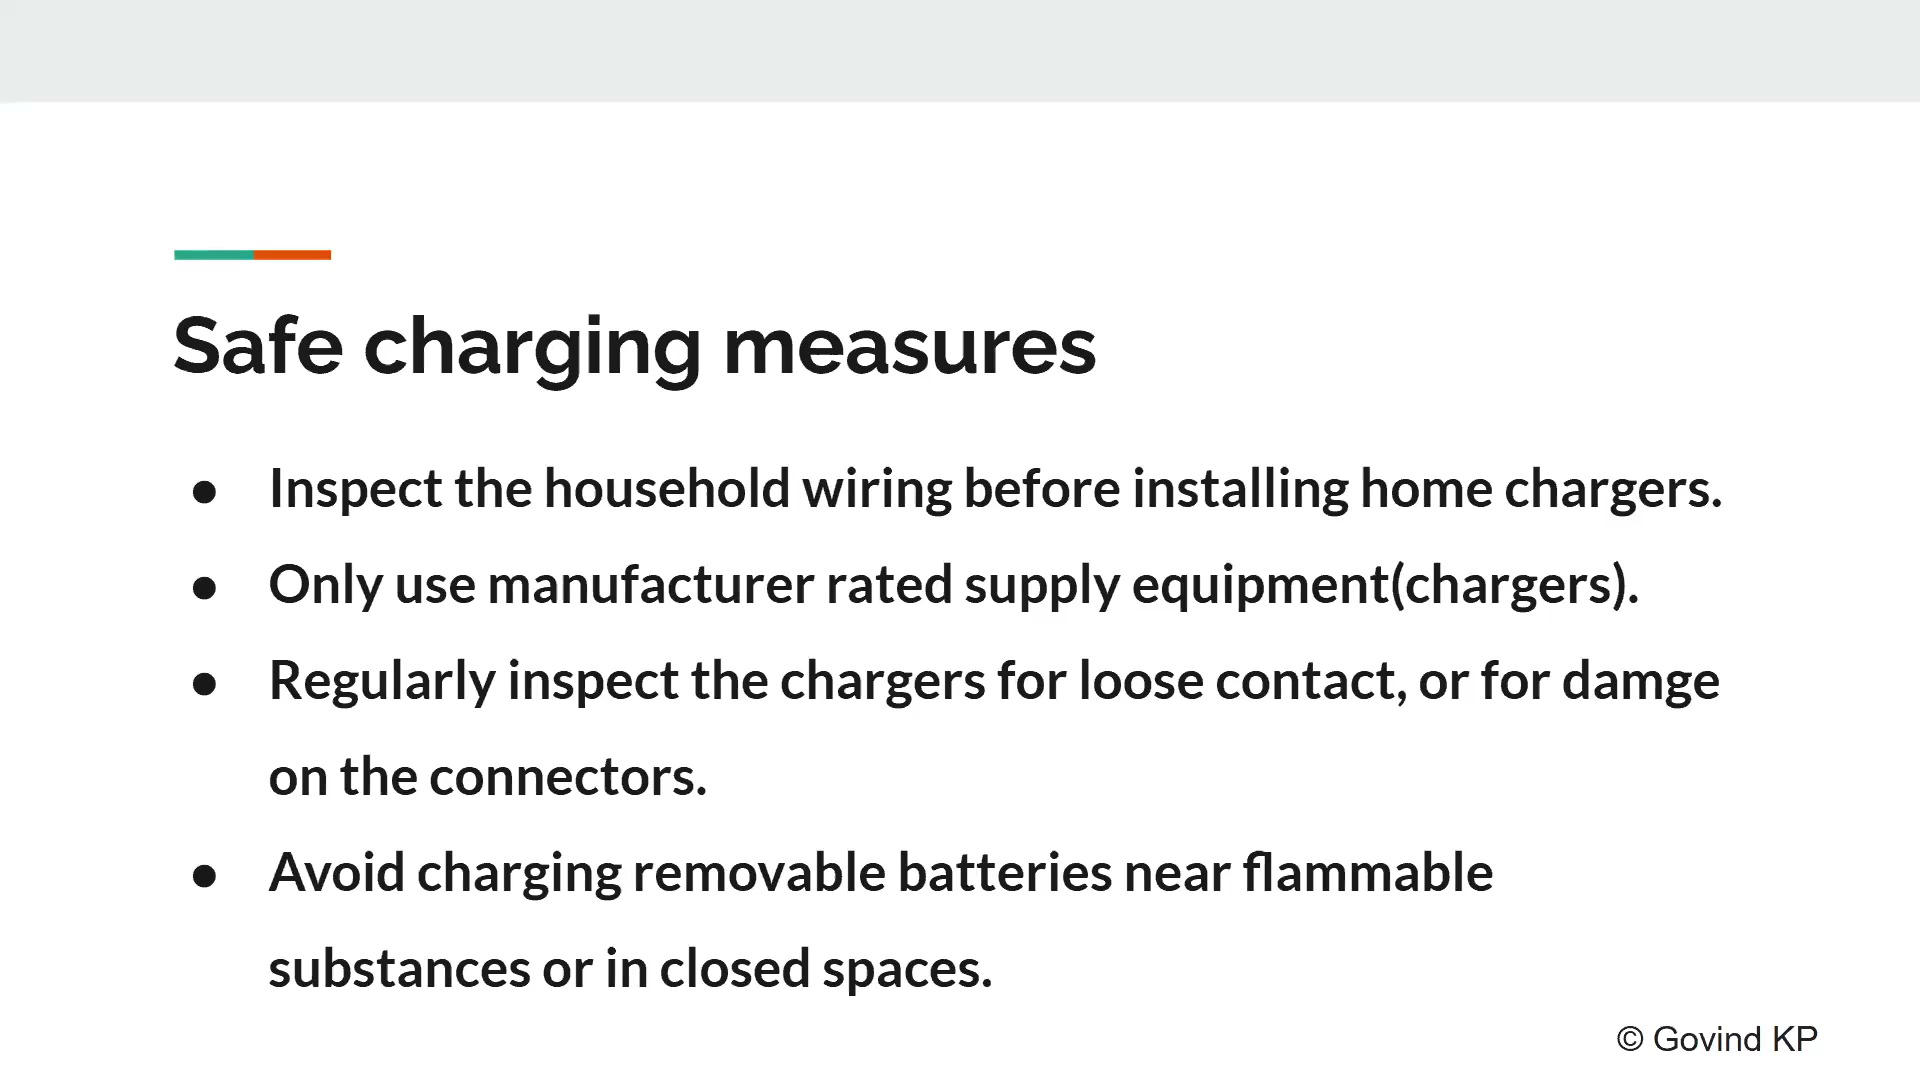 Safe charging measures
● Inspect the household wiring before installing home chargers.
● Only use manufacturer rated supply equipment(chargers).
● Regularly inspect the chargers for loose contact, or for damge
on the connectors.
● Avoid charging removable batteries near flammable
substances or in closed spaces.
© Govind KP